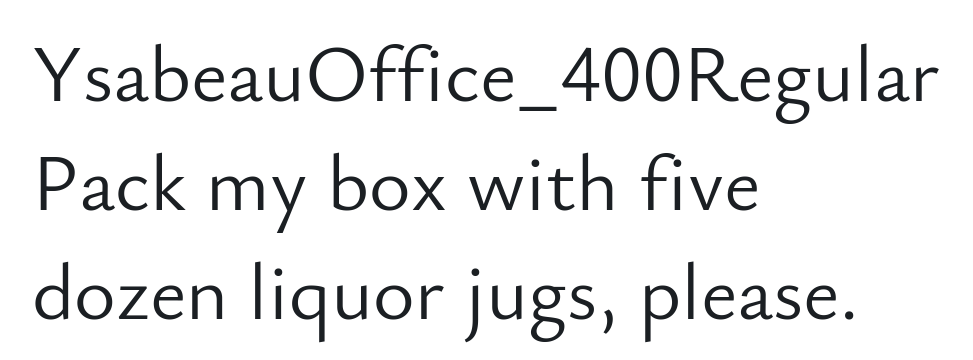 YsabeauOffice_400Regular
Pack my box with five
dozen liquor jugs, please.